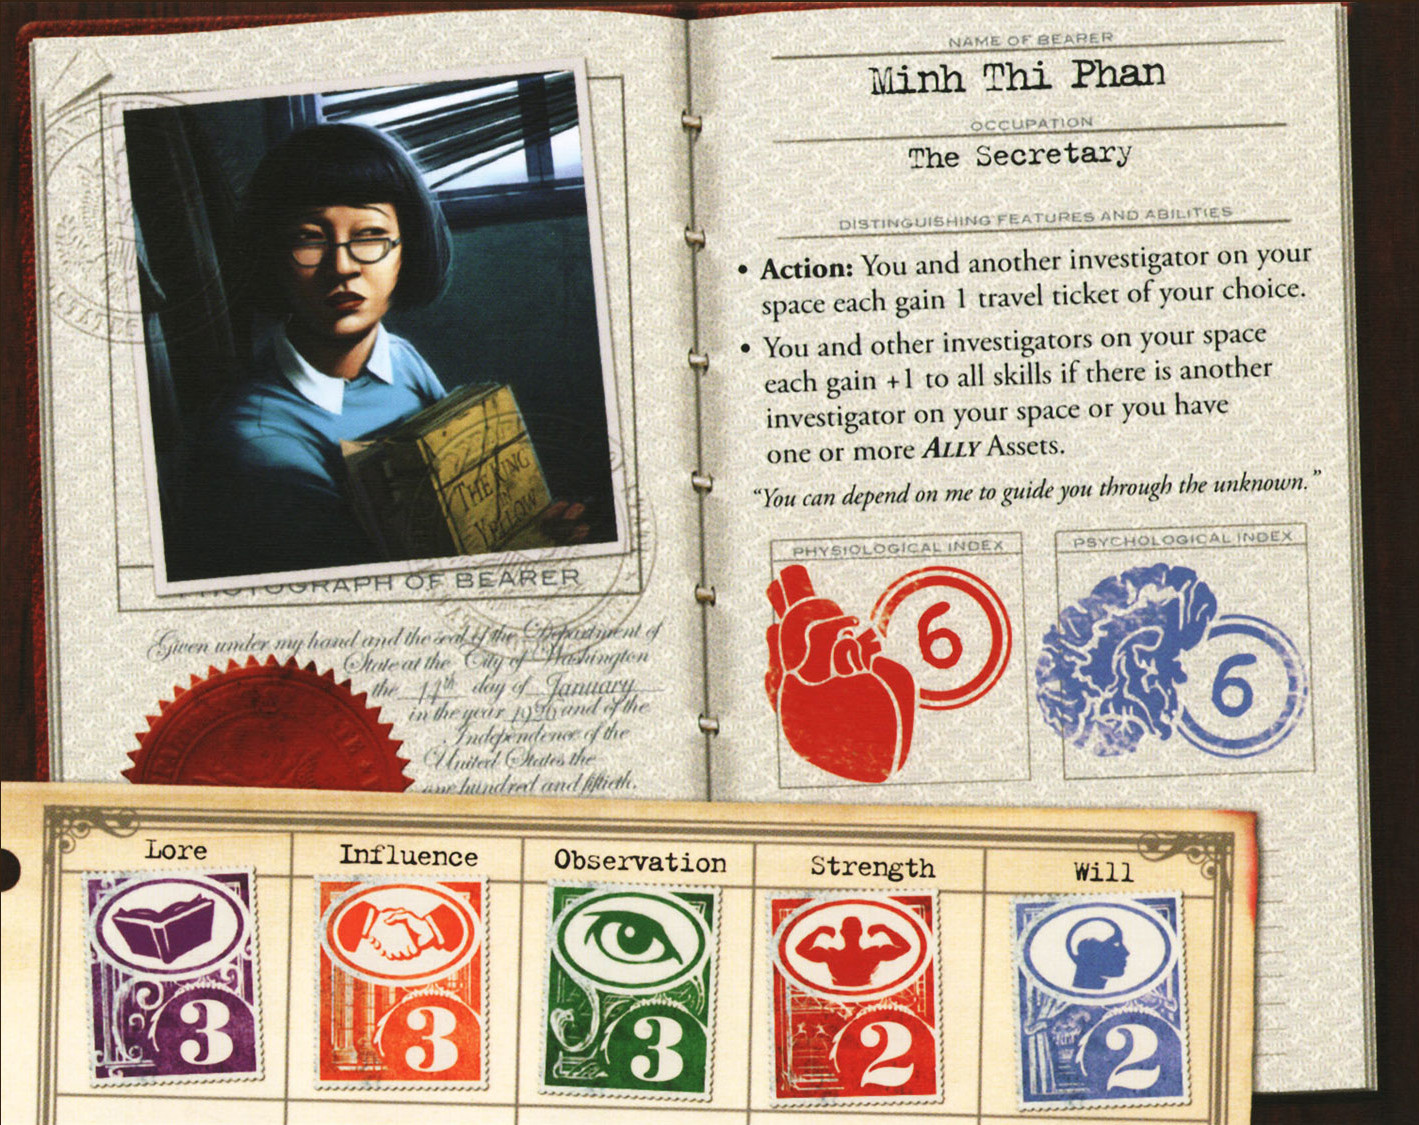 THE KING
IN
YELLOW
PHOTOGRAPH OF BEARER
Given under my hand and the seal of the Department of
State at the City of Washington
the 14th day of January
in the year 1926 and of the
Independence of the
United States the
one hundred and fiftieth.
NAME OF BEARER
Minh Thi Phan
OCCUPATION
The Secretary
DISTINGUISHING FEATURES AND ABILITIES
• Action: You and another investigator on your
space each gain 1 travel ticket of your choice.
• You and other investigators on your space
each gain +1 to all skills if there is another
investigator on your space or you have
one or more ALLY Assets.
"You can depend on me to guide you through the unknown."
PHYSIOLOGICAL INDEX
6
PSYCHOLOGICAL INDEX
6
Lore Influence Observation Strength Will
3 3 3 2 2